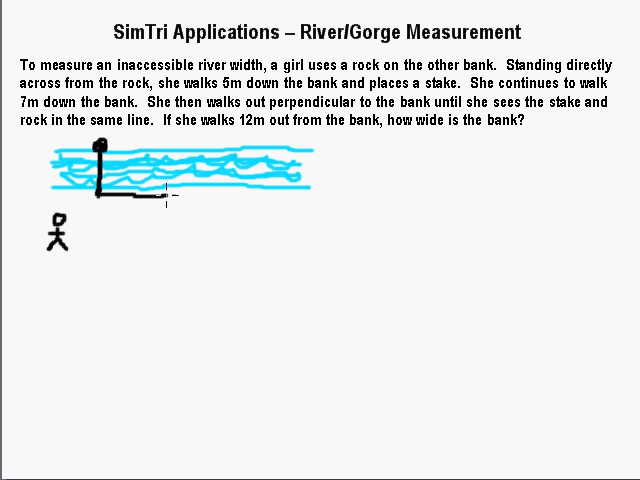 SimTri Applications – River/Gorge Measurement
To measure an inaccessible river width, a girl uses a rock on the other bank. Standing directly
across from the rock, she walks 5m down the bank and places a stake. She continues to walk
7m down the bank. She then walks out perpendicular to the bank until she sees the stake and
rock in the same line. If she walks 12m out from the bank, how wide is the bank?